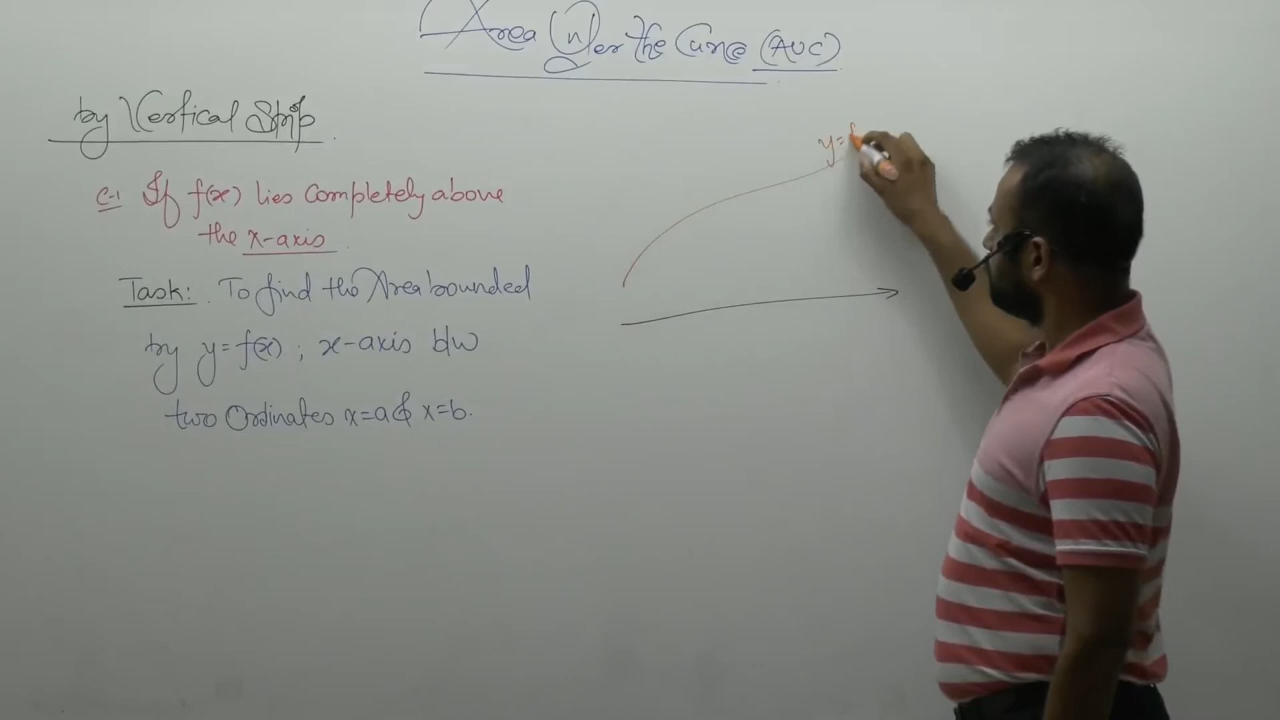 Area Under the Curve (AUC)
by Vertical Strip
C-1 If f(x) lies Completely above
the x-axis
Task: To find the Area bounded
by y=f(x) ; x-axis b/w
two Ordinates x=a & x=b.
y=f